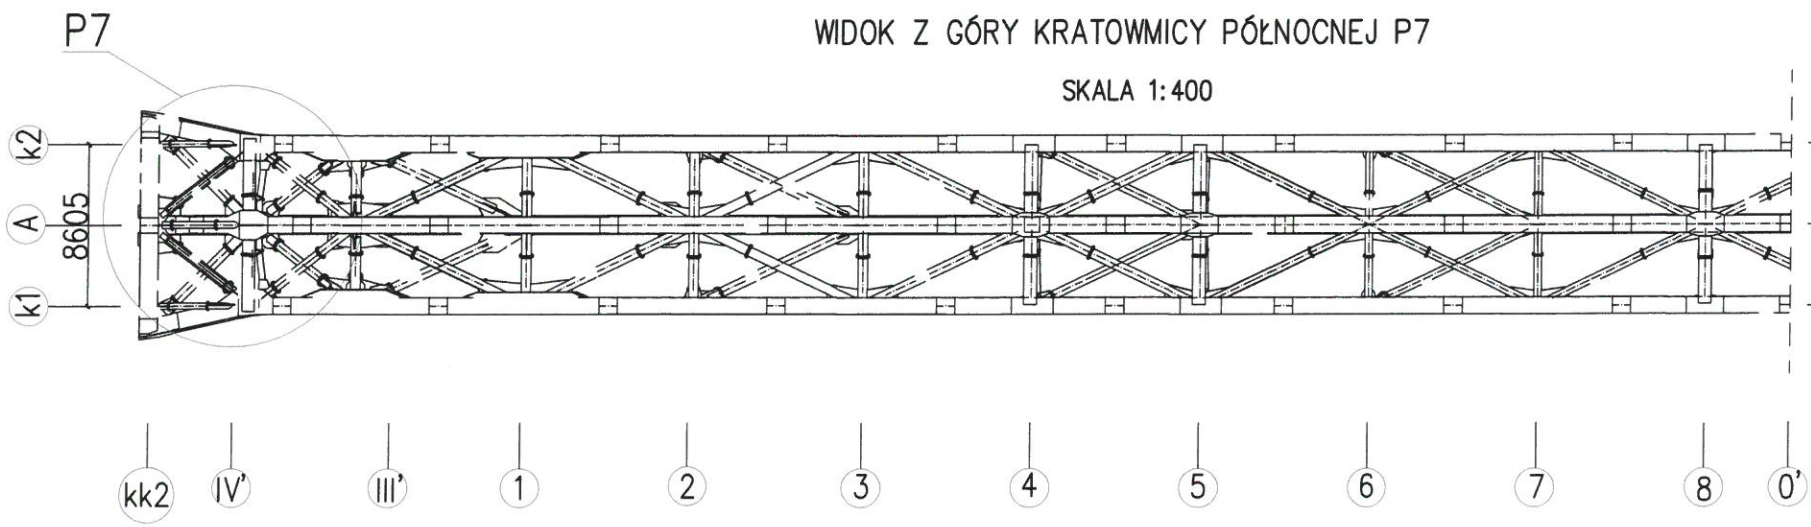 P7
WIDOK Z GÓRY KRATOWMICY PÓŁNOCNEJ P7
SKALA 1:400
k2
A
8605
k1
kk2 IV' III' 1 2 3 4 5 6 7 8 0'